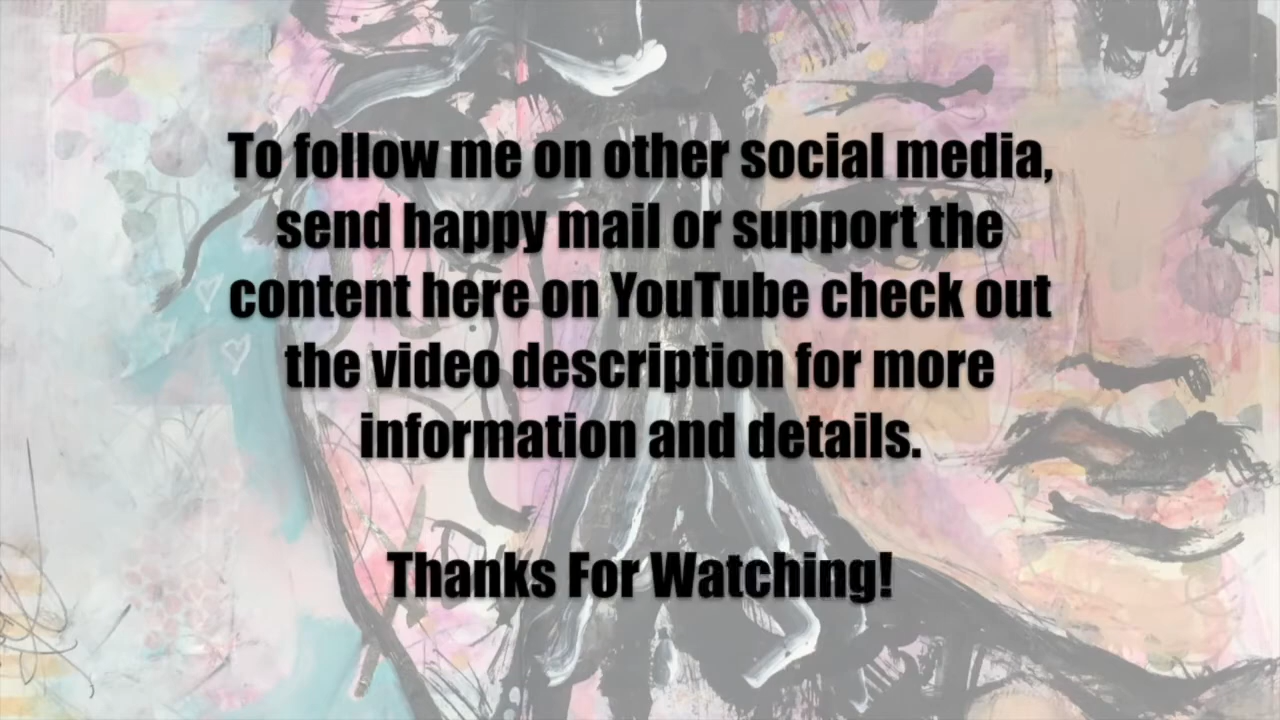 To follow me on other social media,
send happy mail or support the
content here on YouTube check out
the video description for more
information and details.
Thanks For Watching!